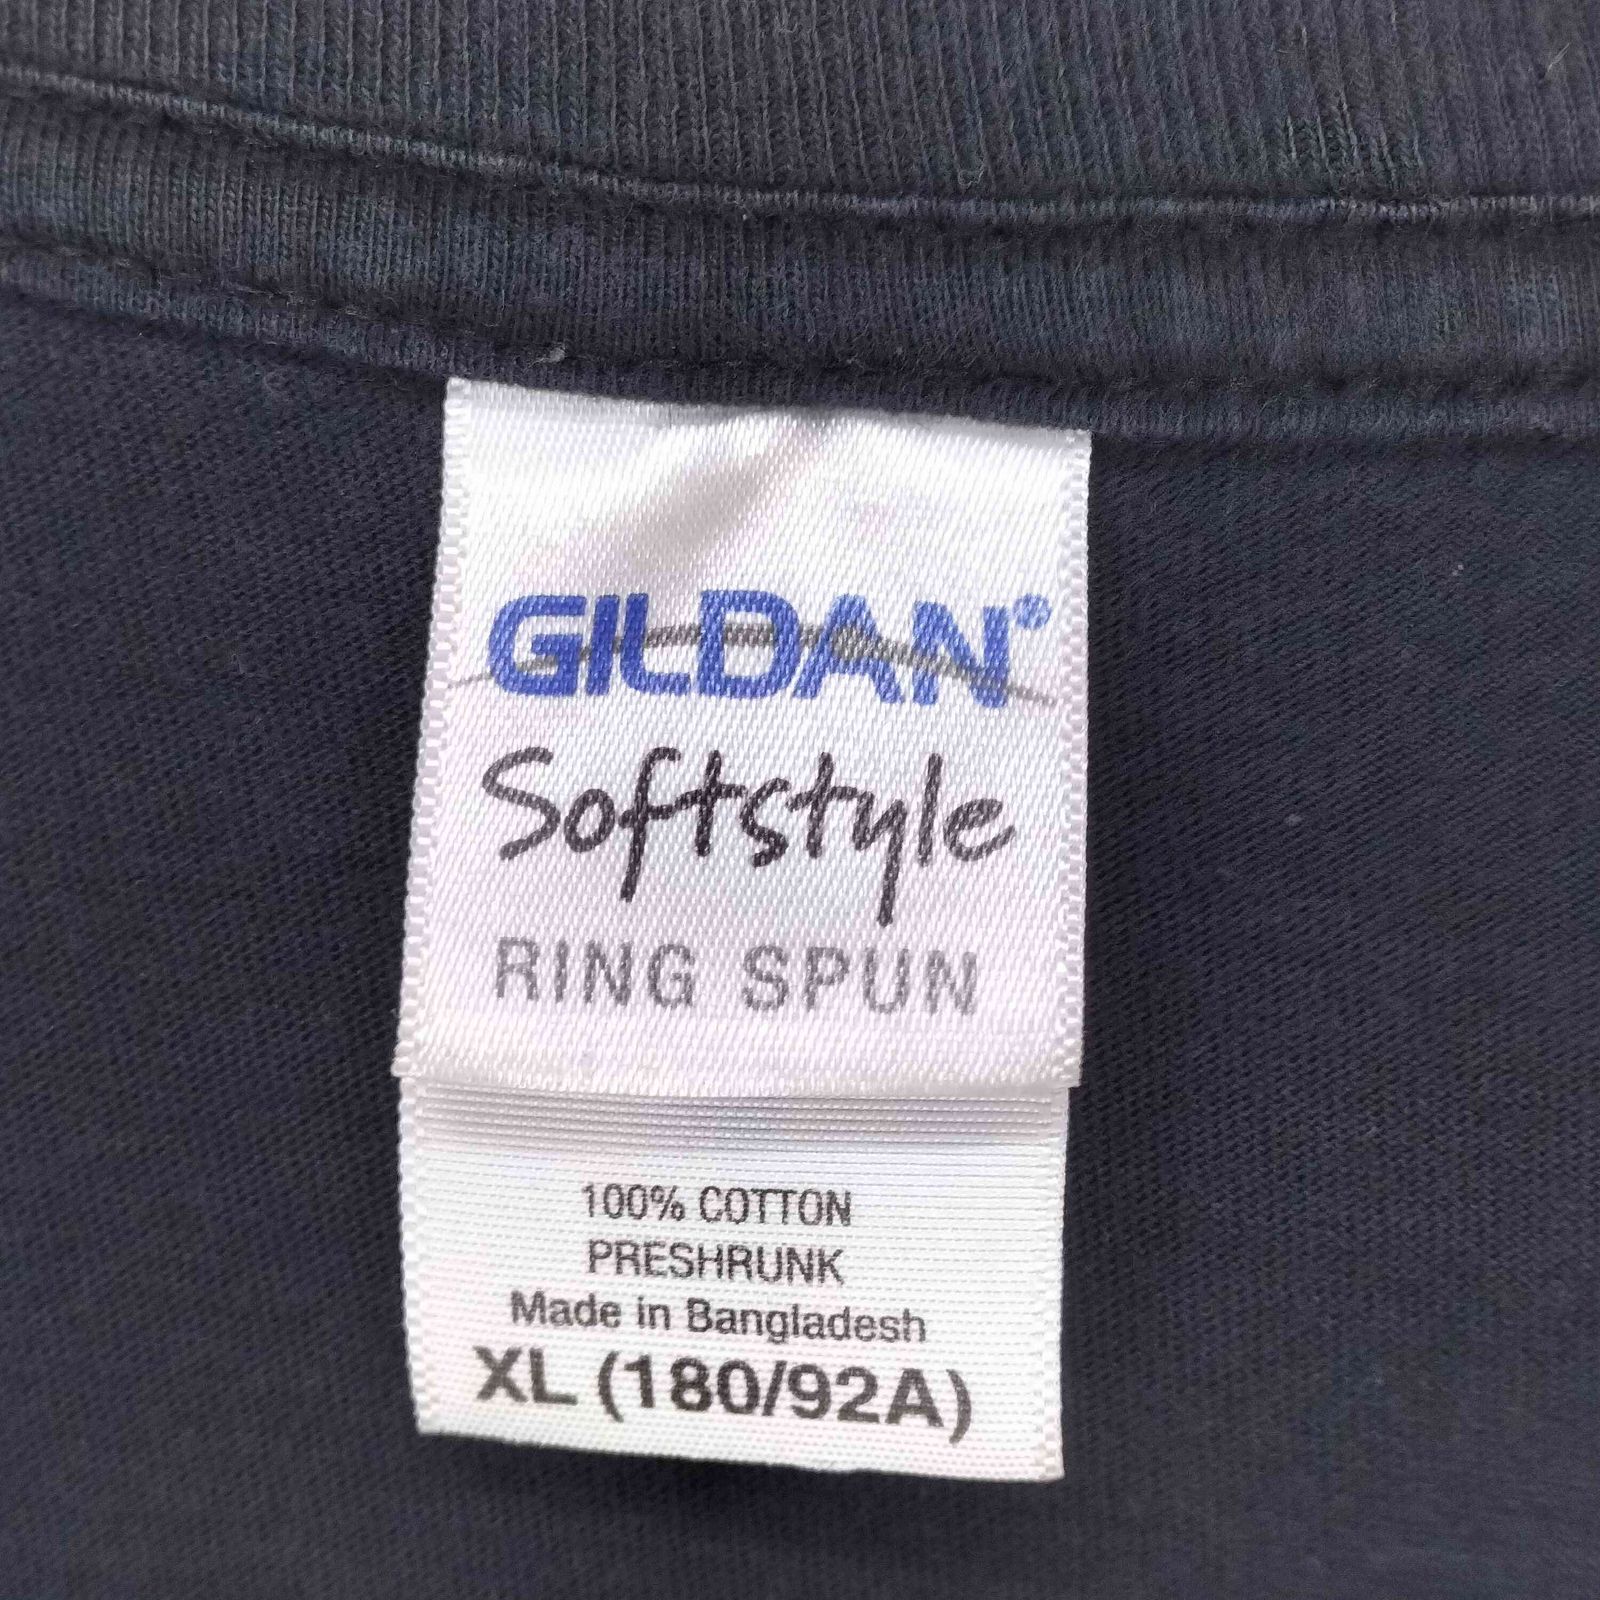 GILDAN®
Softstyle
RING SPUN
100% COTTON
PRESHRUNK
Made in Bangladesh
XL (180/92A)